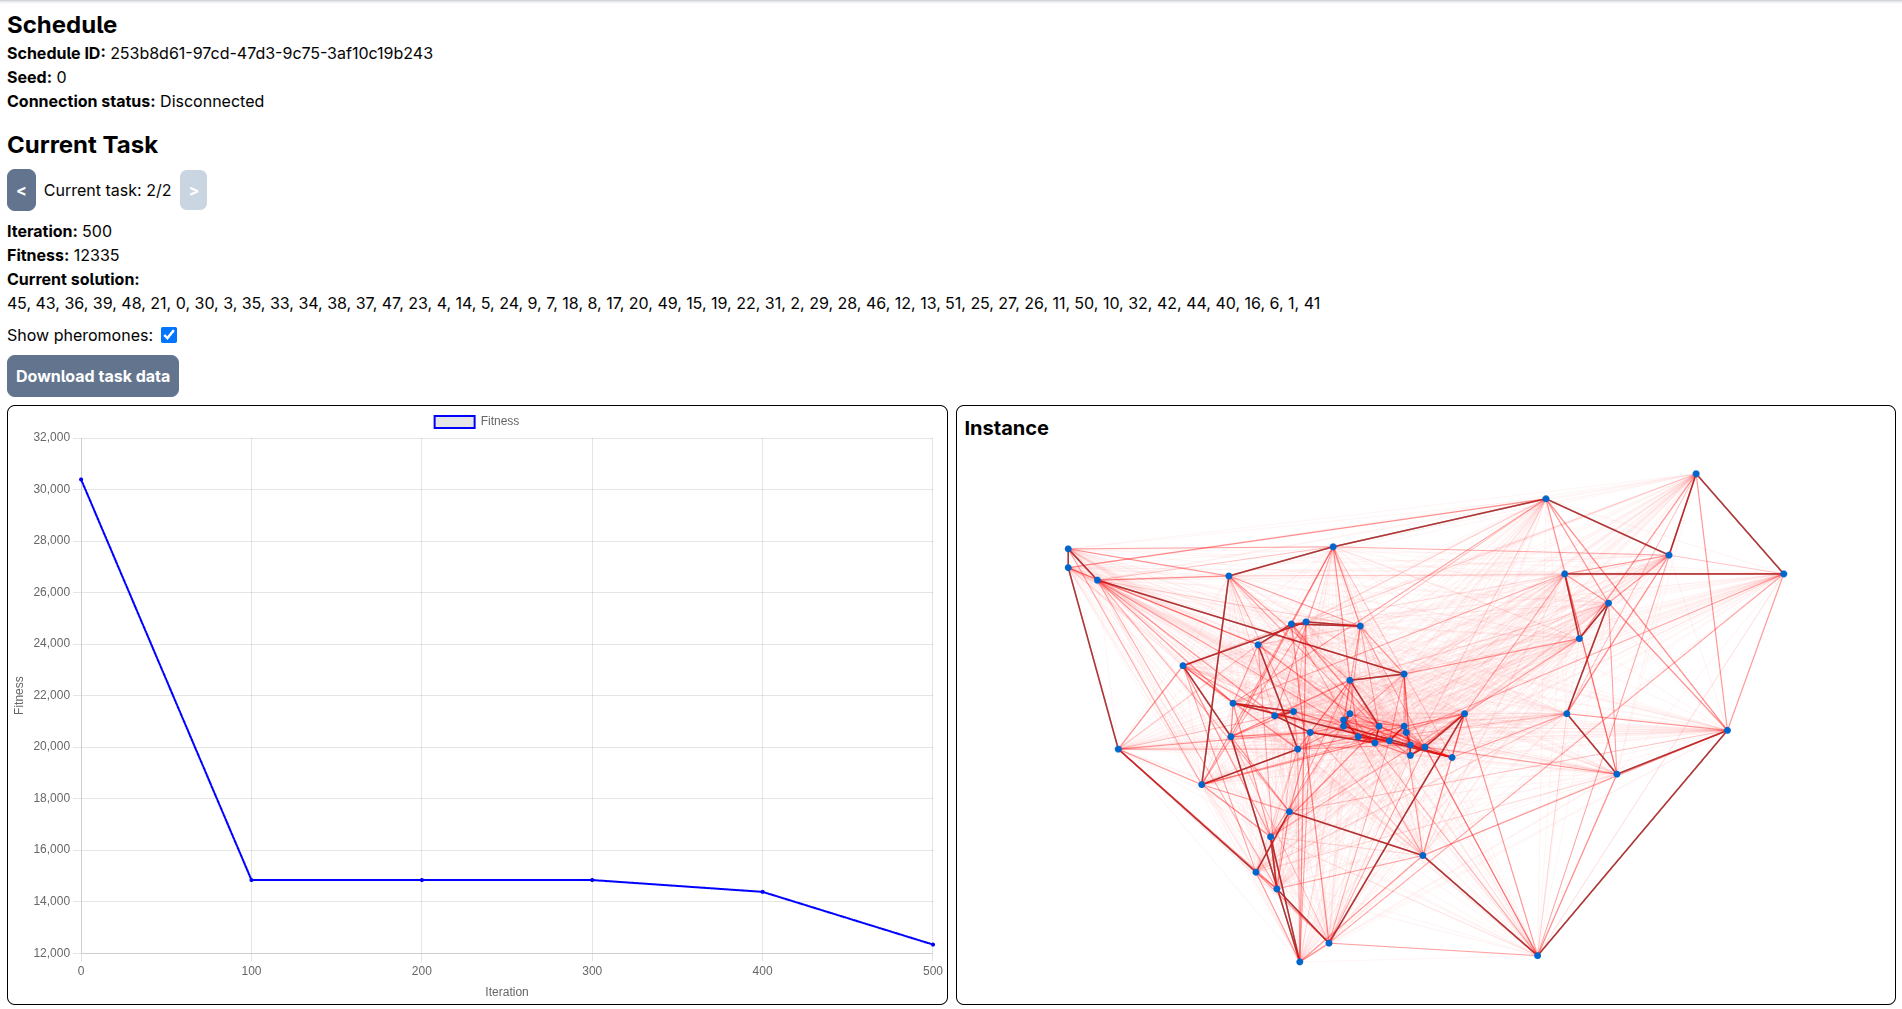 Schedule
Schedule ID: 253b8d61-97cd-47d3-9c75-3af10c19b243
Seed: 0
Connection status: Disconnected
Current Task
< Current task: 2/2 >
Iteration: 500
Fitness: 12335
Current solution:
45, 43, 36, 39, 48, 21, 0, 30, 3, 35, 33, 34, 38, 37, 47, 23, 4, 14, 5, 24, 9, 7, 18, 8, 17, 20, 49, 15, 19, 22, 31, 2, 29, 28, 46, 12, 13, 51, 25, 27, 26, 11, 50, 10, 32, 42, 44, 40, 16, 6, 1, 41
Show pheromones:
Download task data
Fitness
32,000
30,000
28,000
26,000
24,000
22,000
20,000
18,000
16,000
14,000
12,000
Fitness
0 100 200 300 400 500
Iteration
Instance